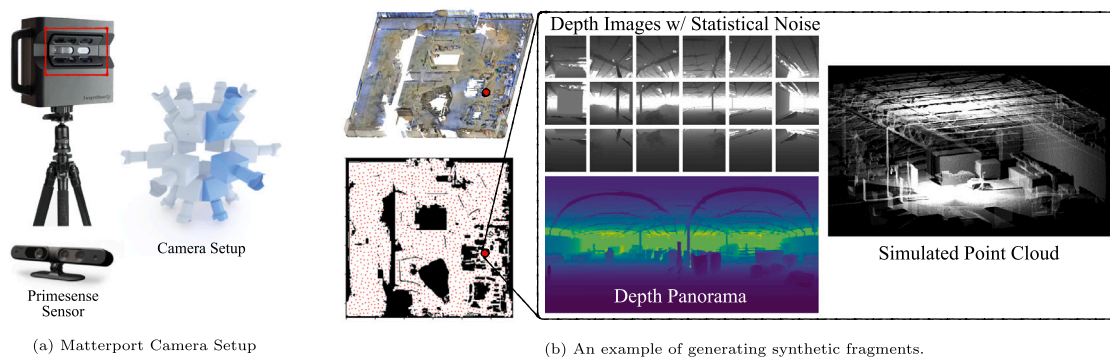 Camera Setup
Primesense
Sensor
(a) Matterport Camera Setup
Depth Images w/ Statistical Noise
Depth Panorama
Simulated Point Cloud
(b) An example of generating synthetic fragments.